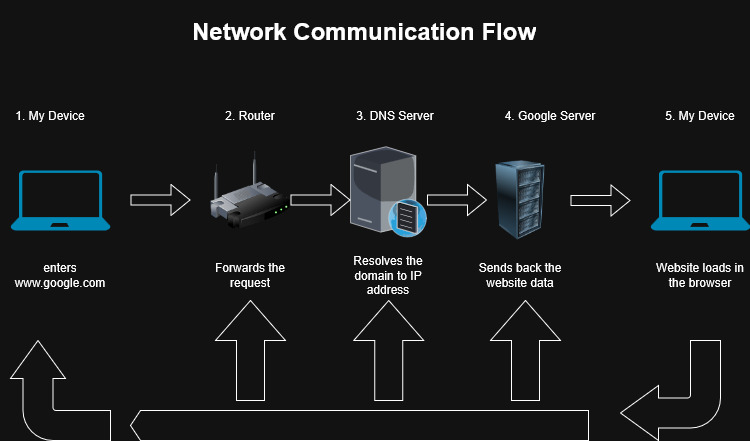 Network Communication Flow
1. My Device
2. Router
3. DNS Server
4. Google Server
5. My Device
enters
www.google.com
Forwards the
request
Resolves the
domain to IP
address
Sends back the
website data
Website loads in
the browser